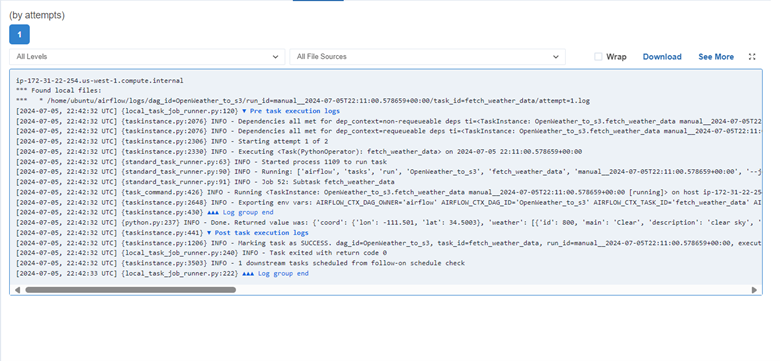 (by attempts)
1
All Levels
All File Sources
Wrap
Download
See More
ip-172-31-22-254.us-west-1.compute.internal
*** Found local files:
***   * /home/ubuntu/airflow/logs/dag_id=OpenWeather_to_s3/run_id=manual__2024-07-05T22:11:00.578659+00:00/task_id=fetch_weather_data/attempt=1.log
[2024-07-05, 22:42:32 UTC] {local_task_job_runner.py:120} ▼ Pre task execution logs
[2024-07-05, 22:42:32 UTC] {taskinstance.py:2076} INFO - Dependencies all met for dep_context=non-requeueable deps ti=<TaskInstance: OpenWeather_to_s3.fetch_weather_data manual__2024-07-05T22:11:
[2024-07-05, 22:42:32 UTC] {taskinstance.py:2076} INFO - Dependencies all met for dep_context=requeueable deps ti=<TaskInstance: OpenWeather_to_s3.fetch_weather_data manual__2024-07-05T22:11:00.5
[2024-07-05, 22:42:32 UTC] {taskinstance.py:2306} INFO - Starting attempt 1 of 2
[2024-07-05, 22:42:32 UTC] {taskinstance.py:2330} INFO - Executing <Task(PythonOperator): fetch_weather_data> on 2024-07-05 22:11:00.578659+00:00
[2024-07-05, 22:42:32 UTC] {standard_task_runner.py:63} INFO - Started process 1109 to run task
[2024-07-05, 22:42:32 UTC] {standard_task_runner.py:90} INFO - Running: ['airflow', 'tasks', 'run', 'OpenWeather_to_s3', 'fetch_weather_data', 'manual__2024-07-05T22:11:00.578659+00:00', '--j
[2024-07-05, 22:42:32 UTC] {standard_task_runner.py:91} INFO - Job 52: Subtask fetch_weather_data
[2024-07-05, 22:42:32 UTC] {task_command.py:426} INFO - Running <TaskInstance: OpenWeather_to_s3.fetch_weather_data manual__2024-07-05T22:11:00.578659+00:00 [running]> on host ip-172-31-22-25
[2024-07-05, 22:42:32 UTC] {taskinstance.py:2648} INFO - Exporting env vars: AIRFLOW_CTX_DAG_OWNER='airflow' AIRFLOW_CTX_DAG_ID='OpenWeather_to_s3' AIRFLOW_CTX_TASK_ID='fetch_weather_data' AI
[2024-07-05, 22:42:32 UTC] {taskinstance.py:430} ▲▲▲ Log group end
[2024-07-05, 22:42:32 UTC] {python.py:237} INFO - Done. Returned value was: {'coord': {'lon': -111.501, 'lat': 34.5003}, 'weather': [{'id': 800, 'main': 'Clear', 'description': 'clear sky', '
[2024-07-05, 22:42:32 UTC] {taskinstance.py:441} ▼ Post task execution logs
[2024-07-05, 22:42:32 UTC] {taskinstance.py:1206} INFO - Marking task as SUCCESS. dag_id=OpenWeather_to_s3, task_id=fetch_weather_data, run_id=manual__2024-07-05T22:11:00.578659+00:00, execut
[2024-07-05, 22:42:32 UTC] {local_task_job_runner.py:240} INFO - Task exited with return code 0
[2024-07-05, 22:42:32 UTC] {taskinstance.py:3503} INFO - 1 downstream tasks scheduled from follow-on schedule check
[2024-07-05, 22:42:33 UTC] {local_task_job_runner.py:222} ▲▲▲ Log group end